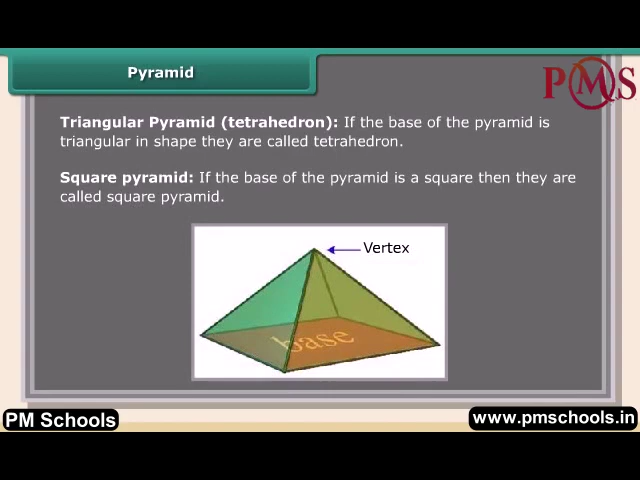 Pyramid
PMS
Triangular Pyramid (tetrahedron): If the base of the pyramid is
triangular in shape they are called tetrahedron.
Square pyramid: If the base of the pyramid is a square then they are
called square pyramid.
Vertex
base
PM Schools
www.pmschools.in